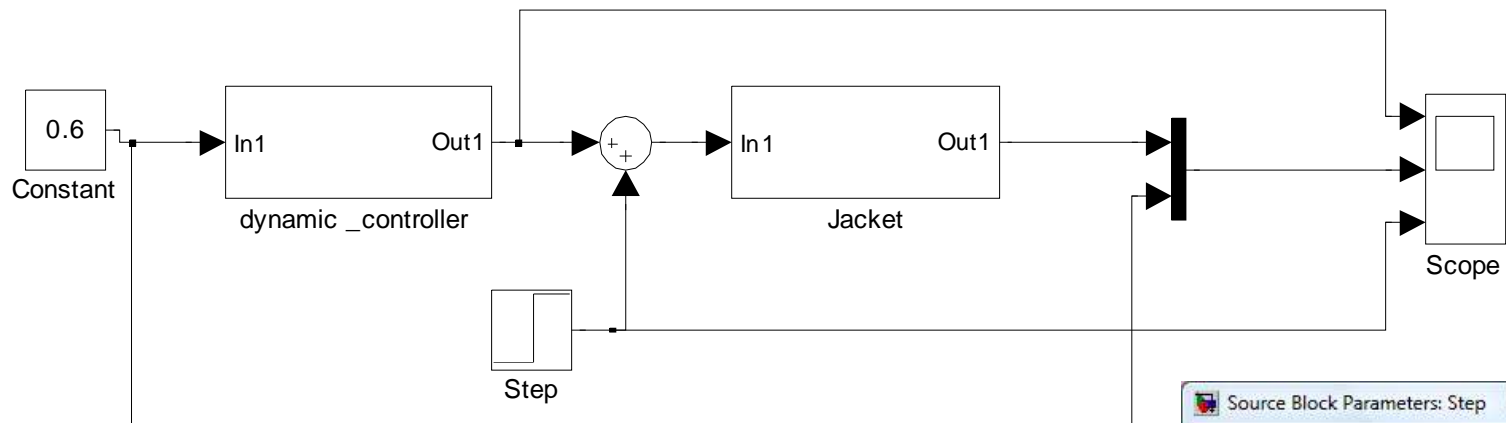 0.6
Constant
In1
Out1
dynamic _controller
+
+
In1
Out1
Jacket
Scope
Step
Source Block Parameters: Step